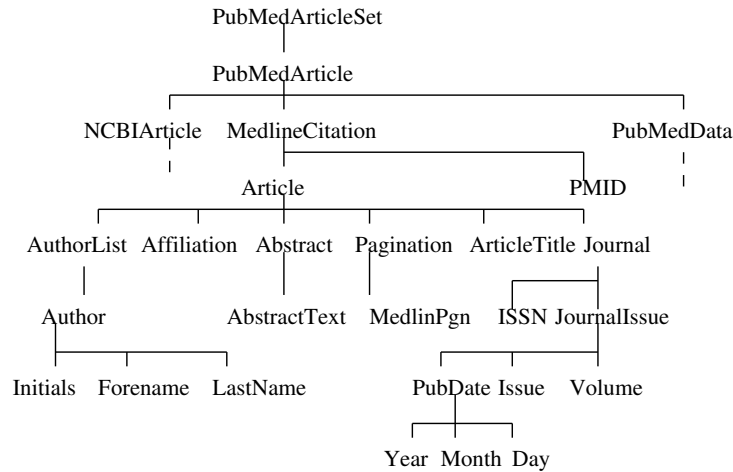 PubMedArticleSet
PubMedArticle
NCBIArticle MedlineCitation PubMedData
Article PMID
AuthorList Affiliation Abstract Pagination ArticleTitle Journal
Author AbstractText MedlinPgn ISSN JournalIssue
Initials Forename LastName PubDate Issue Volume
Year Month Day